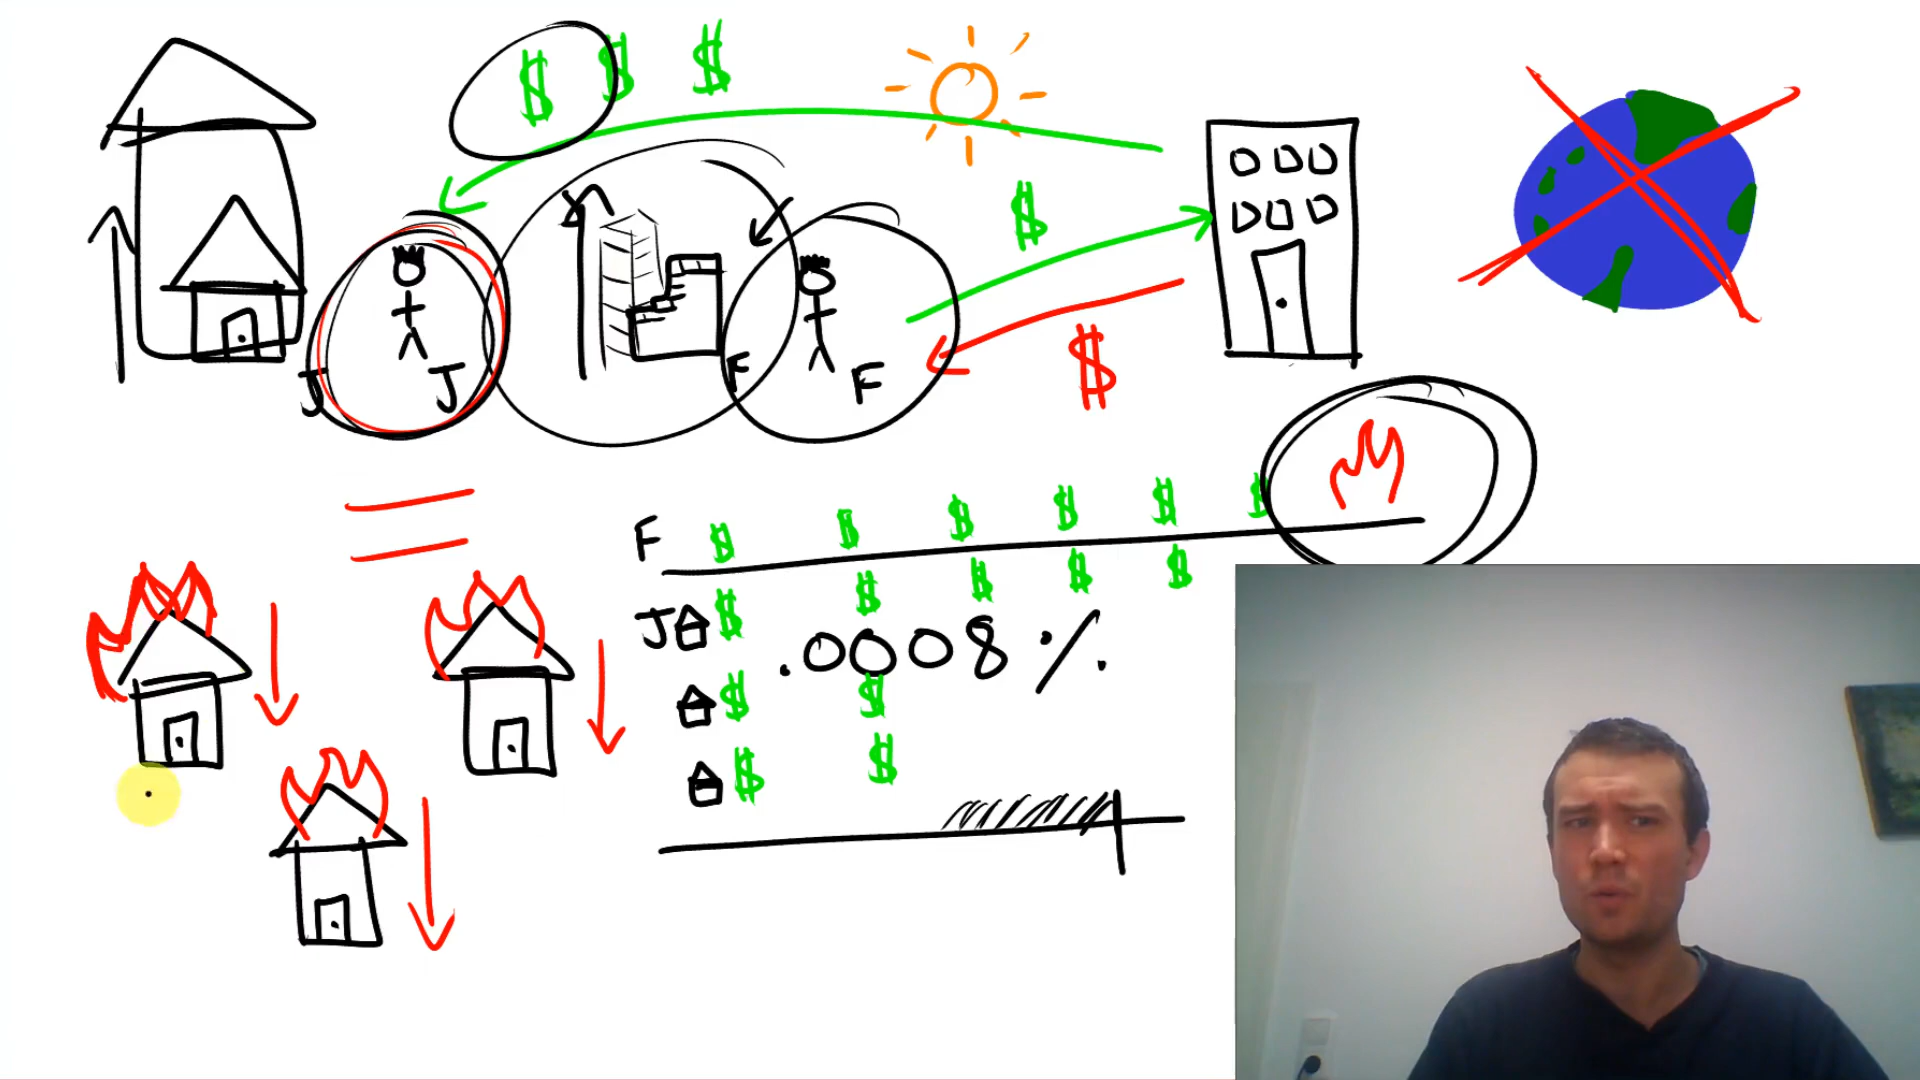 $ $ $
$
J J
F F
$
F $ $ $ $ $ $
J $ $ $ $ $
.0008%
$ $
$ $